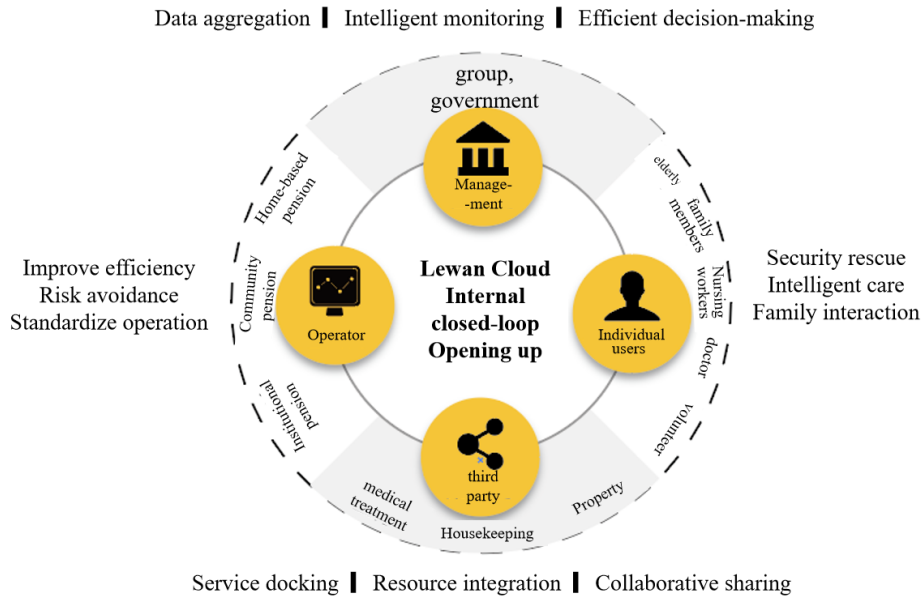 Data aggregation | Intelligent monitoring | Efficient decision-making
group,
government
Manage-
-ment
Home-based
pension
Community
pension
Institutional
pension
Improve efficiency
Risk avoidance
Standardize operation
Operator
Lewan Cloud
Internal
closed-loop
Opening up
Individual
users
elderly
family
members
Nursing
workers
doctor
volunteer
Security rescue
Intelligent care
Family interaction
third
party
medical
treatment
Housekeeping
Property
Service docking | Resource integration | Collaborative sharing